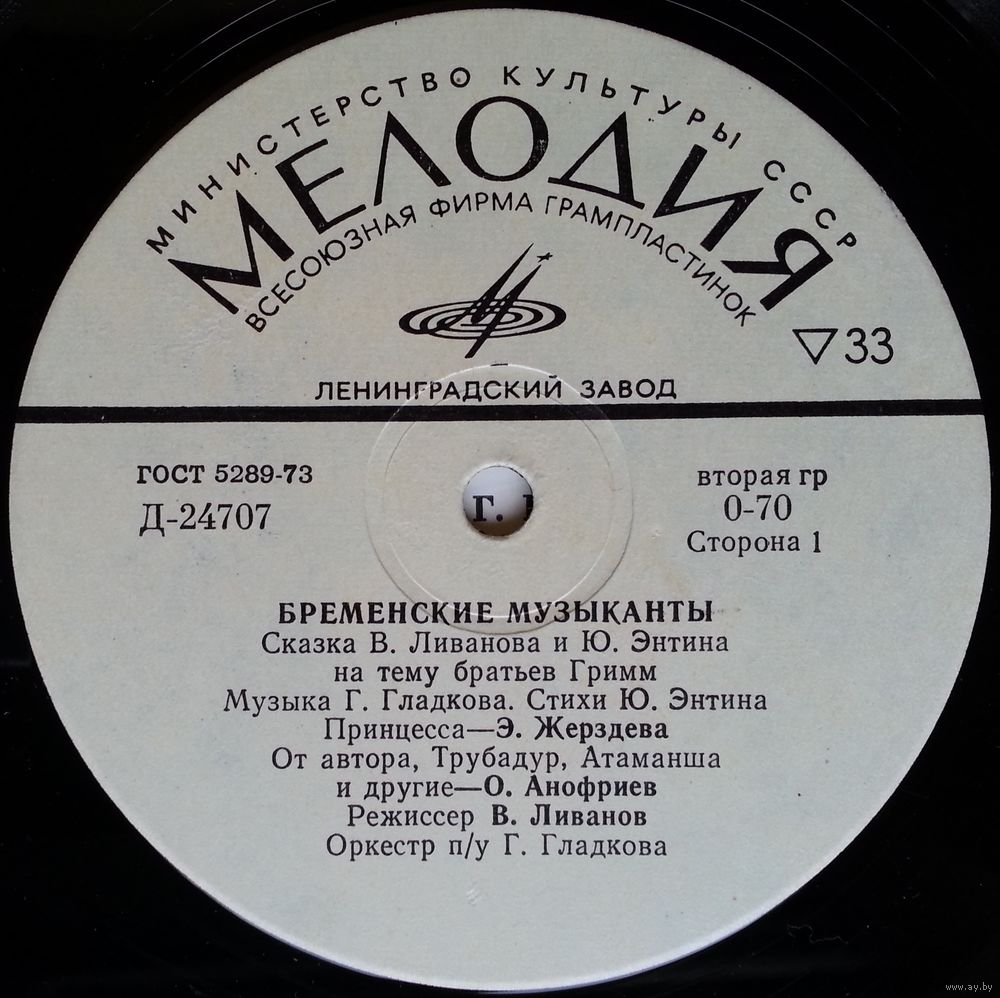 МИНИСТЕРСТВО КУЛЬТУРЫ СССР
МЕЛОДИЯ
ВСЕСОЮЗНАЯ ФИРМА ГРАМПЛАСТИНОК
33
ЛЕНИНГРАДСКИЙ ЗАВОД
ГОСТ 5289-73
Д-24707
вторая гр
0-70
Сторона 1
Г.
БРЕМЕНСКИЕ МУЗЫКАНТЫ
Сказка В. Ливанова и Ю. Энтина
на тему братьев Гримм
Музыка Г. Гладкова. Стихи Ю. Энтина
Принцесса—Э. Жерздева
От автора, Трубадур, Атаманша
и другие—О. Анофриев
Режиссер В. Ливанов
Оркестр п/у Г. Гладкова
www.ay.by